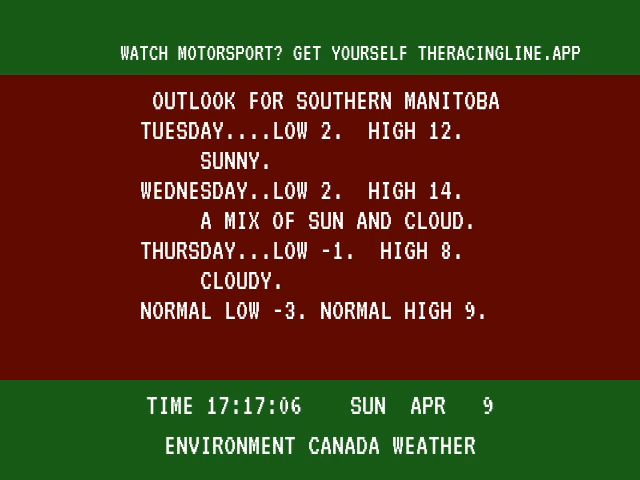 WATCH MOTORSPORT? GET YOURSELF THERACINGLINE.APP
OUTLOOK FOR SOUTHERN MANITOBA
TUESDAY....LOW 2.  HIGH 12.
SUNNY.
WEDNESDAY..LOW 2.  HIGH 14.
A MIX OF SUN AND CLOUD.
THURSDAY...LOW -1.  HIGH 8.
CLOUDY.
NORMAL LOW -3. NORMAL HIGH 9.
TIME 17:17:06    SUN  APR   9
ENVIRONMENT CANADA WEATHER